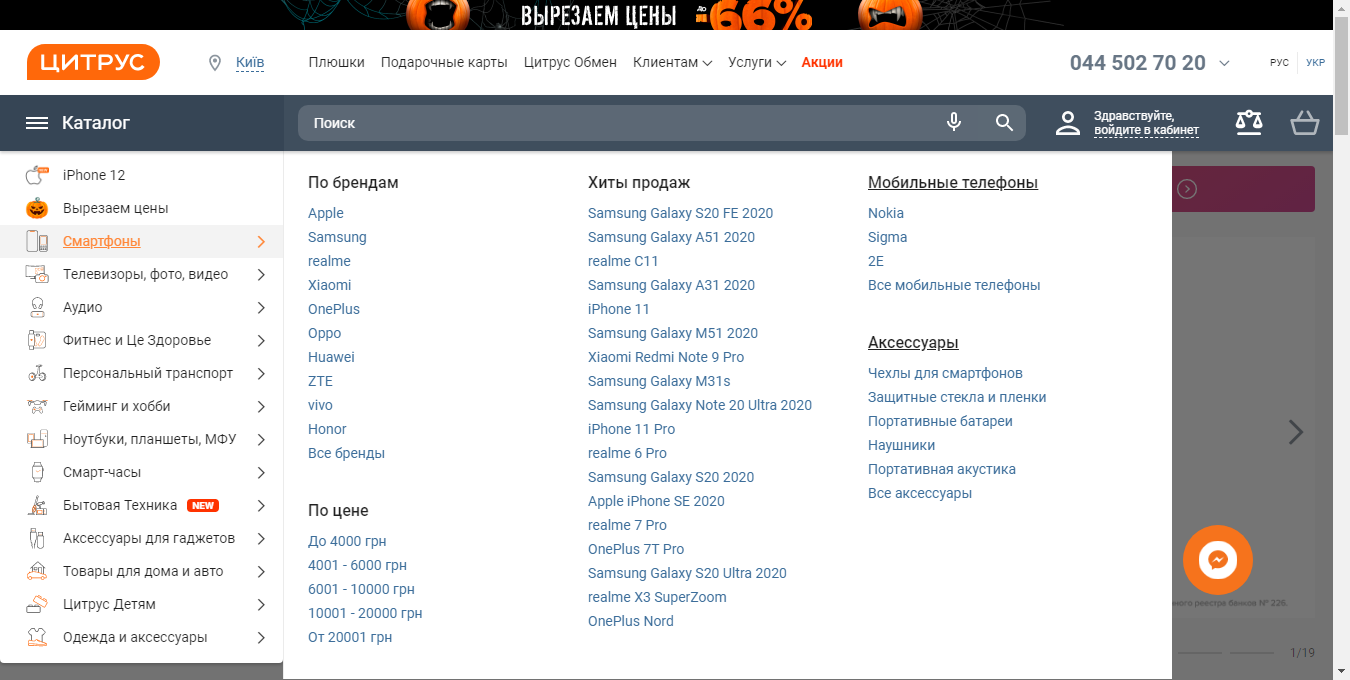 ВЫРЕЗАЕМ ЦЕНЫ до -66%
ЦИТРУС
Київ
Плюшки Подарочные карты Цитрус Обмен Клиентам Услуги Акции
044 502 70 20
РУС УКР
Каталог
Поиск
Здравствуйте,
войдите в кабинет
iPhone 12
Вырезаем цены
Смартфоны
Телевизоры, фото, видео
Аудио
Фитнес и Це Здоровье
Персональный транспорт
Гейминг и хобби
Ноутбуки, планшеты, МФУ
Смарт-часы
Бытовая Техника NEW
Аксессуары для гаджетов
Товары для дома и авто
Цитрус Детям
Одежда и аксессуары
По брендам
Apple
Samsung
realme
Xiaomi
OnePlus
Oppo
Huawei
ZTE
vivo
Honor
Все бренды
По цене
До 4000 грн
4001 - 6000 грн
6001 - 10000 грн
10001 - 20000 грн
От 20001 грн
Хиты продаж
Samsung Galaxy S20 FE 2020
Samsung Galaxy A51 2020
realme C11
Samsung Galaxy A31 2020
iPhone 11
Samsung Galaxy M51 2020
Xiaomi Redmi Note 9 Pro
Samsung Galaxy M31s
Samsung Galaxy Note 20 Ultra 2020
iPhone 11 Pro
realme 6 Pro
Samsung Galaxy S20 2020
Apple iPhone SE 2020
realme 7 Pro
OnePlus 7T Pro
Samsung Galaxy S20 Ultra 2020
realme X3 SuperZoom
OnePlus Nord
Мобильные телефоны
Nokia
Sigma
2E
Все мобильные телефоны
Аксессуары
Чехлы для смартфонов
Защитные стекла и пленки
Портативные батареи
Наушники
Портативная акустика
Все аксессуары
реестра банков № 226.
1/19